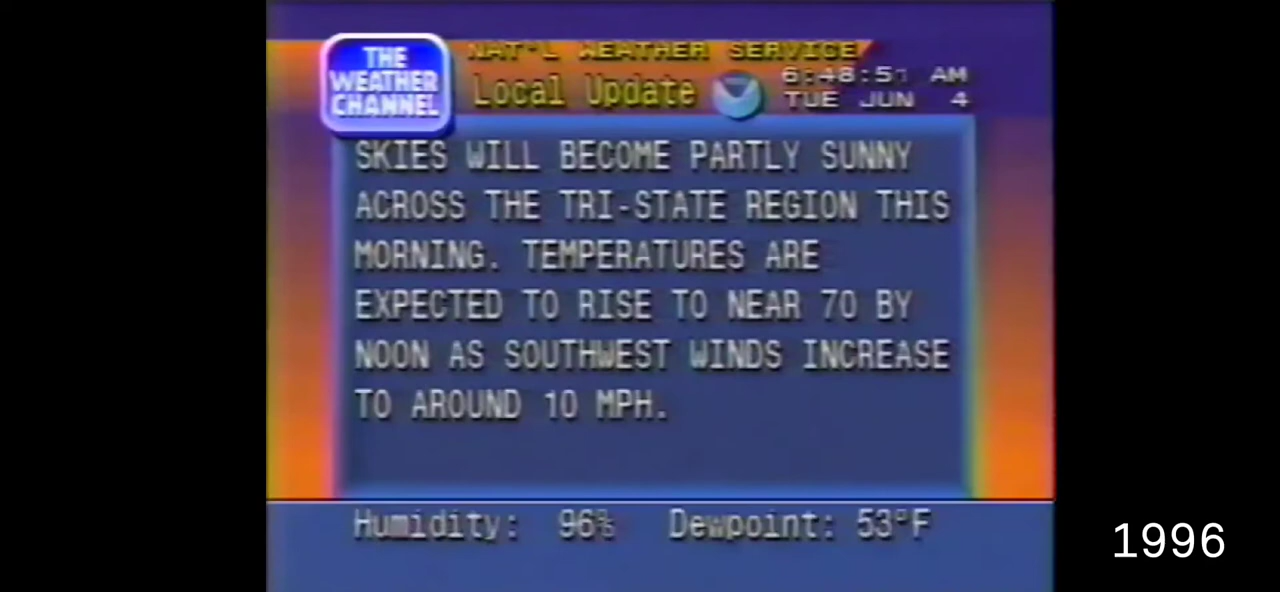 THE
WEATHER
CHANNEL
NAT'L WEATHER SERVICE
Local Update
6:48:51 AM
TUE JUN 4
SKIES WILL BECOME PARTLY SUNNY
ACROSS THE TRI-STATE REGION THIS
MORNING. TEMPERATURES ARE
EXPECTED TO RISE TO NEAR 70 BY
NOON AS SOUTHWEST WINDS INCREASE
TO AROUND 10 MPH.
Humidity: 96% Dewpoint: 53°F
1996